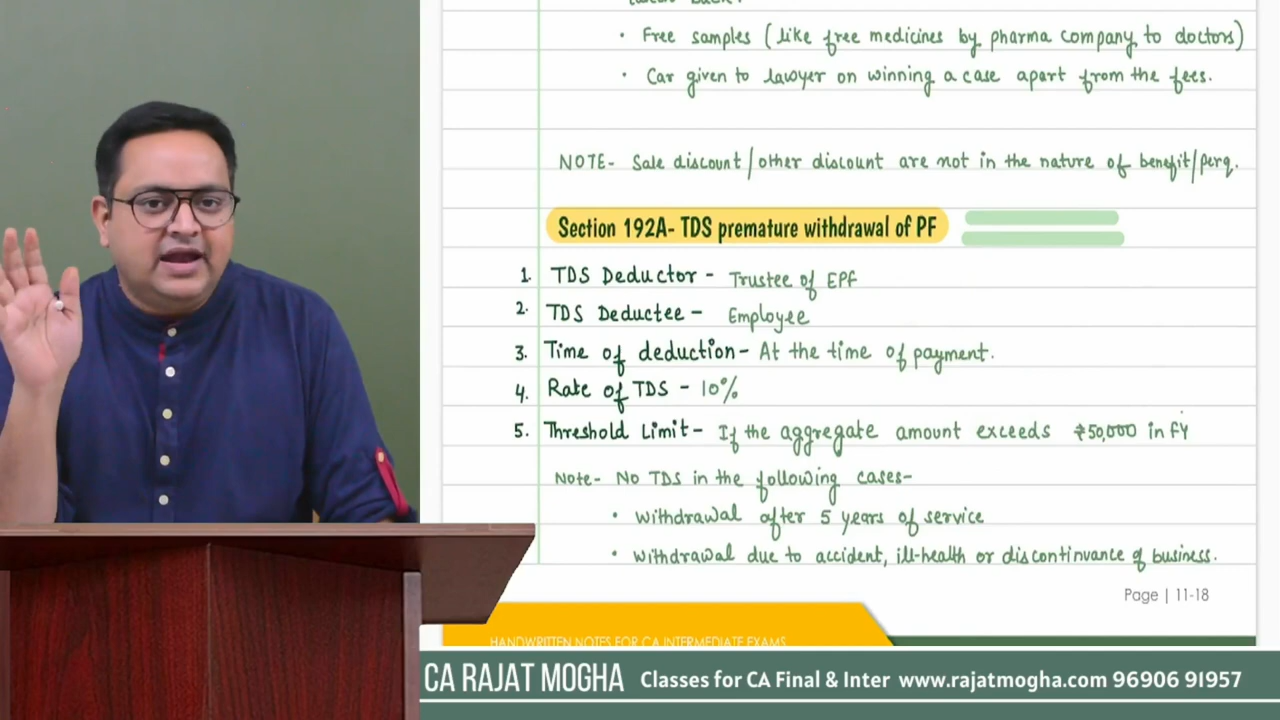 • Free samples (like free medicines by pharma company to doctors)
• Car given to lawyer on winning a case apart from the fees.
NOTE- Sale discount/other discount are not in the nature of benefit/perq.
Section 192A- TDS premature withdrawal of PF
1. TDS Deductor - Trustee of EPF
2. TDS Deductee - Employee
3. Time of deduction- At the time of payment.
4. Rate of TDS - 10%
5. Threshold Limit- If the aggregate amount exceeds ₹50,000 in FY
Note- No TDS in the following cases-
• withdrawal after 5 years of service
• withdrawal due to accident, ill-health or discontinvance of business.
Page | 11-18
HANDWRITTEN NOTES FOR CA INTERMEDIATE EXAMS
CA RAJAT MOGHA Classes for CA Final & Inter www.rajatmogha.com 96906 91957